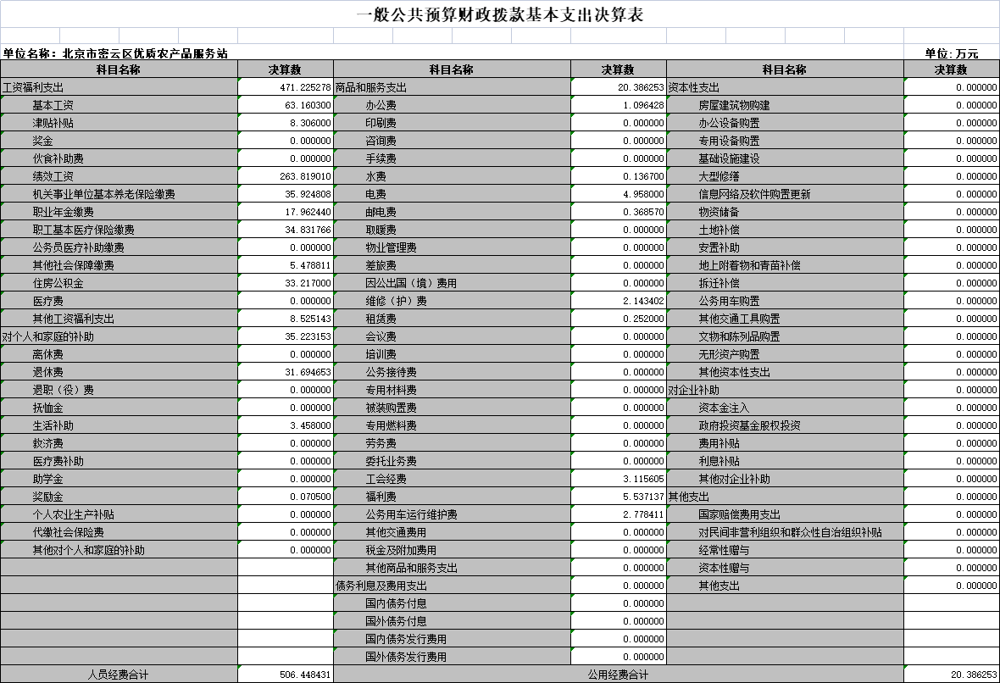 一般公共预算财政拨款基本支出决算表
单位名称：北京市密云区优质农产品服务站 单位:万元
科目名称 决算数 科目名称 决算数 科目名称 决算数
工资福利支出 471.225278 商品和服务支出 20.386253 资本性支出 0.000000
基本工资 63.160300 办公费 1.096428 房屋建筑物购建 0.000000
津贴补贴 8.306000 印刷费 0.000000 办公设备购置 0.000000
奖金 0.000000 咨询费 0.000000 专用设备购置 0.000000
伙食补助费 0.000000 手续费 0.000000 基础设施建设 0.000000
绩效工资 263.819010 水费 0.136700 大型修缮 0.000000
机关事业单位基本养老保险缴费 35.924808 电费 4.958000 信息网络及软件购置更新 0.000000
职业年金缴费 17.962440 邮电费 0.368570 物资储备 0.000000
职工基本医疗保险缴费 34.831766 取暖费 0.000000 土地补偿 0.000000
公务员医疗补助缴费 0.000000 物业管理费 0.000000 安置补助 0.000000
其他社会保障缴费 5.478811 差旅费 0.000000 地上附着物和青苗补偿 0.000000
住房公积金 33.217000 因公出国（境）费用 0.000000 拆迁补偿 0.000000
医疗费 0.000000 维修（护）费 2.143402 公务用车购置 0.000000
其他工资福利支出 8.525143 租赁费 0.252000 其他交通工具购置 0.000000
对个人和家庭的补助 35.223153 会议费 0.000000 文物和陈列品购置 0.000000
离休费 0.000000 培训费 0.000000 无形资产购置 0.000000
退休费 31.694653 公务接待费 0.000000 其他资本性支出 0.000000
退职（役）费 0.000000 专用材料费 0.000000 对企业补助 0.000000
抚恤金 0.000000 被装购置费 0.000000 资本金注入 0.000000
生活补助 3.458000 专用燃料费 0.000000 政府投资基金股权投资 0.000000
救济费 0.000000 劳务费 0.000000 费用补贴 0.000000
医疗费补助 0.000000 委托业务费 0.000000 利息补贴 0.000000
助学金 0.000000 工会经费 3.115605 其他对企业补助 0.000000
奖励金 0.070500 福利费 5.537137 其他支出 0.000000
个人农业生产补贴 0.000000 公务用车运行维护费 2.778411 国家赔偿费用支出 0.000000
代缴社会保险费 0.000000 其他交通费用 0.000000 对民间非营利组织和群众性自治组织补贴 0.000000
其他对个人和家庭的补助 0.000000 税金及附加费用 0.000000 经常性赠与 0.000000
其他商品和服务支出 0.000000 资本性赠与 0.000000
债务利息及费用支出 0.000000 其他支出 0.000000
国内债务付息 0.000000
国外债务付息 0.000000
国内债务发行费用 0.000000
国外债务发行费用 0.000000
人员经费合计 506.448431 公用经费合计 20.386253